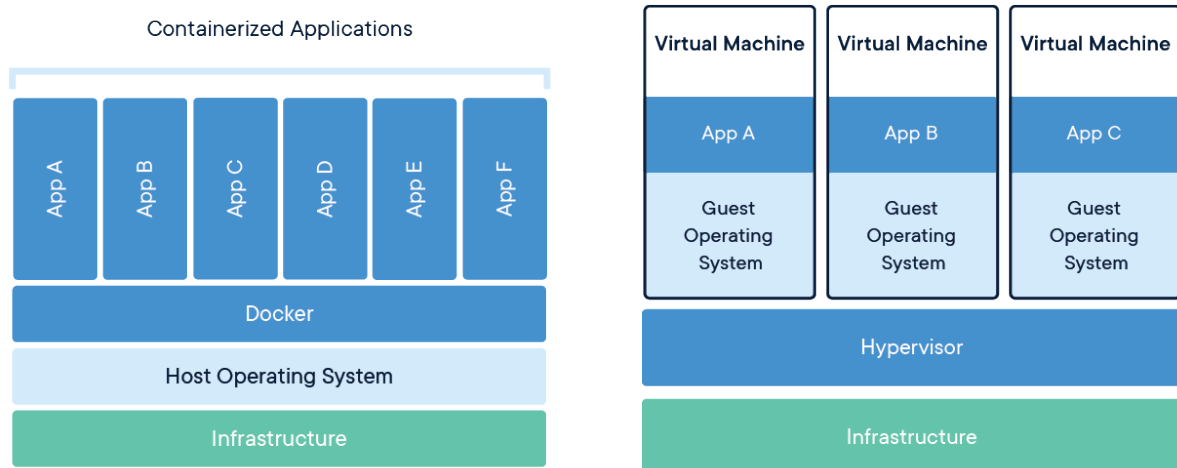 Containerized Applications
App A
App B
App C
App D
App E
App F
Docker
Host Operating System
Infrastructure
Virtual Machine
App A
Guest
Operating
System
Virtual Machine
App B
Guest
Operating
System
Virtual Machine
App C
Guest
Operating
System
Hypervisor
Infrastructure